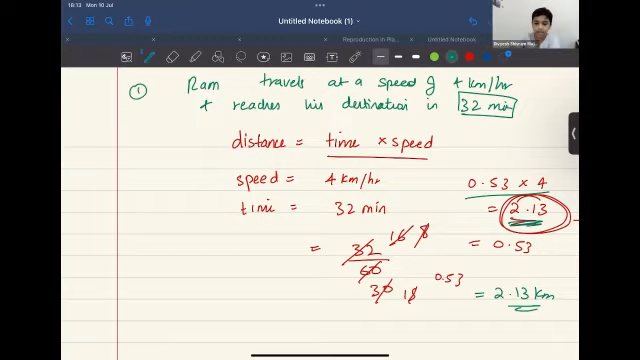 18:13 Mon 10 Jul
Untitled Notebook (1)
Reproduction in Pla...
Untitled Notebook
① Ram travels at a speed of 4 km/hr
+ reaches his destination in 32 min
distance = time × speed
speed = 4 km/hr
time = 32 min
= 32/60 16 8
30 15 0.53
0.53 × 4
= 2.13
= 0.53
= 2.13 km